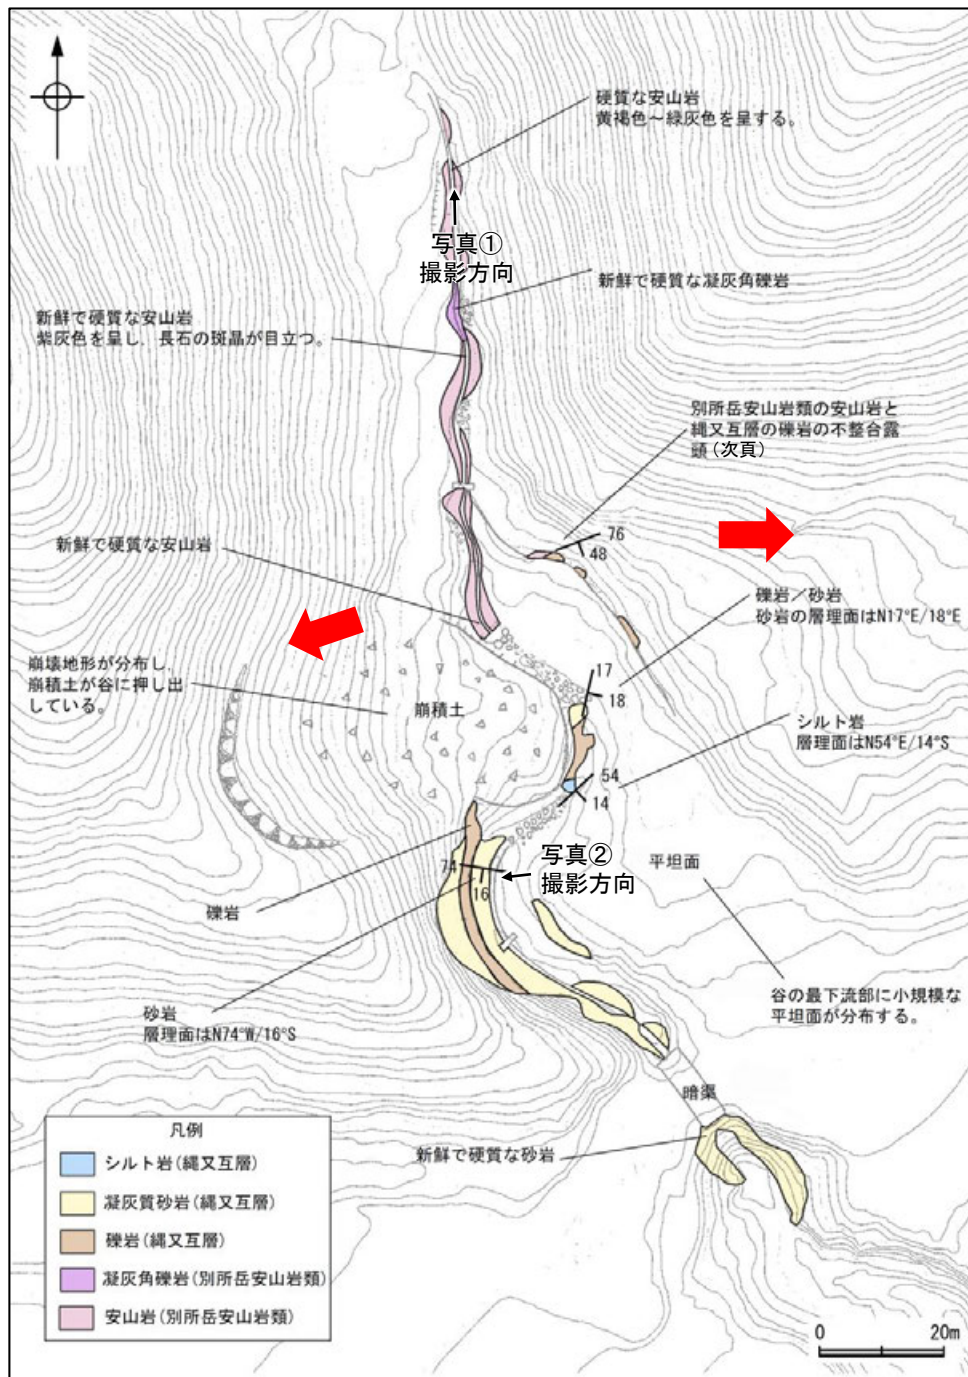 硬質な安山岩
黄褐色～緑灰色を呈する。
写真①
撮影方向
新鮮で硬質な凝灰角礫岩
新鮮で硬質な安山岩
紫灰色を呈し、長石の斑晶が目立つ。
別所岳安山岩類の安山岩と
縄又互層の礫岩の不整合露
頭(次頁)
76
48
新鮮で硬質な安山岩
礫岩／砂岩
砂岩の層理面はN17°E/18°E
17
18
崩壊地形が分布し、
崩積土が谷に押し出
している。
崩積土
シルト岩
層理面はN54°E/14°S
54
14
写真②
撮影方向
74
16
平坦面
礫岩
砂岩
層理面はN74°W/16°S
谷の最下流部に小規模な
平坦面が分布する。
暗渠
新鮮で硬質な砂岩
凡例
シルト岩(縄又互層)
凝灰質砂岩(縄又互層)
礫岩(縄又互層)
凝灰角礫岩(別所岳安山岩類)
安山岩(別所岳安山岩類)
0
20m